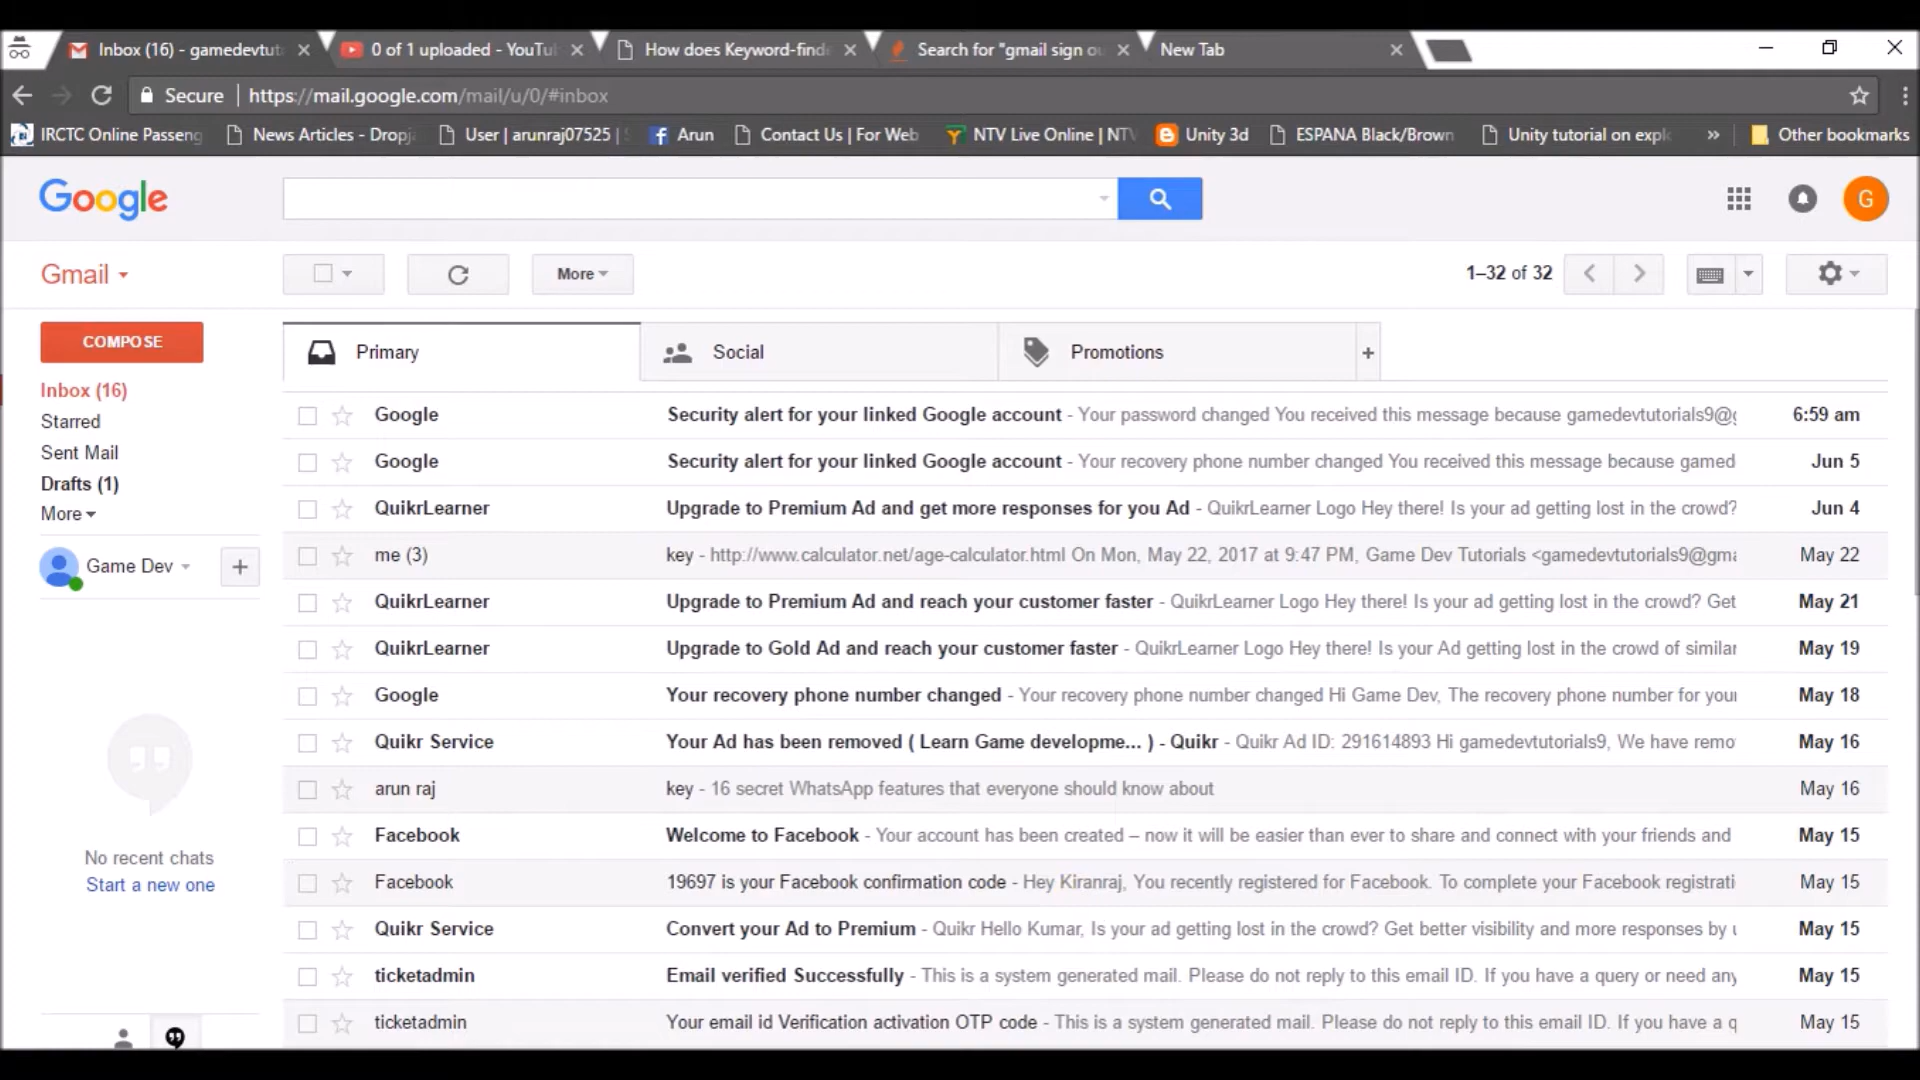 Inbox (16) - gamedevtut
0 of 1 uploaded - YouTu
How does Keyword-find
Search for "gmail sign o
New Tab
Secure
https://mail.google.com/mail/u/0/#inbox
IRCTC Online Passeng
News Articles - Dropj
User | arunraj07525 |
Arun
Contact Us | For Web
NTV Live Online | NTV
Unity 3d
ESPANA Black/Brown
Unity tutorial on expl
»
Other bookmarks
Google
G
Gmail
More
1–32 of 32
COMPOSE
Inbox (16)
Starred
Sent Mail
Drafts (1)
More
Game Dev
+
No recent chats
Start a new one
Primary
Social
Promotions
+
Google Security alert for your linked Google account - Your password changed You received this message because gamedevtutorials9@g 6:59 am
Google Security alert for your linked Google account - Your recovery phone number changed You received this message because gamed Jun 5
QuikrLearner Upgrade to Premium Ad and get more responses for you Ad - QuikrLearner Logo Hey there! Is your ad getting lost in the crowd? Jun 4
me (3) key - http://www.calculator.net/age-calculator.html On Mon, May 22, 2017 at 9:47 PM, Game Dev Tutorials <gamedevtutorials9@gma May 22
QuikrLearner Upgrade to Premium Ad and reach your customer faster - QuikrLearner Logo Hey there! Is your ad getting lost in the crowd? Get May 21
QuikrLearner Upgrade to Gold Ad and reach your customer faster - QuikrLearner Logo Hey there! Is your Ad getting lost in the crowd of similar May 19
Google Your recovery phone number changed - Your recovery phone number changed Hi Game Dev, The recovery phone number for your May 18
Quikr Service Your Ad has been removed ( Learn Game developme... ) - Quikr - Quikr Ad ID: 291614893 Hi gamedevtutorials9, We have remo May 16
arun raj key - 16 secret WhatsApp features that everyone should know about May 16
Facebook Welcome to Facebook - Your account has been created – now it will be easier than ever to share and connect with your friends and May 15
Facebook 19697 is your Facebook confirmation code - Hey Kiranraj, You recently registered for Facebook. To complete your Facebook registrati May 15
Quikr Service Convert your Ad to Premium - Quikr Hello Kumar, Is your ad getting lost in the crowd? Get better visibility and more responses by u May 15
ticketadmin Email verified Successfully - This is a system generated mail. Please do not reply to this email ID. If you have a query or need any May 15
ticketadmin Your email id Verification activation OTP code - This is a system generated mail. Please do not reply to this email ID. If you have a q May 15